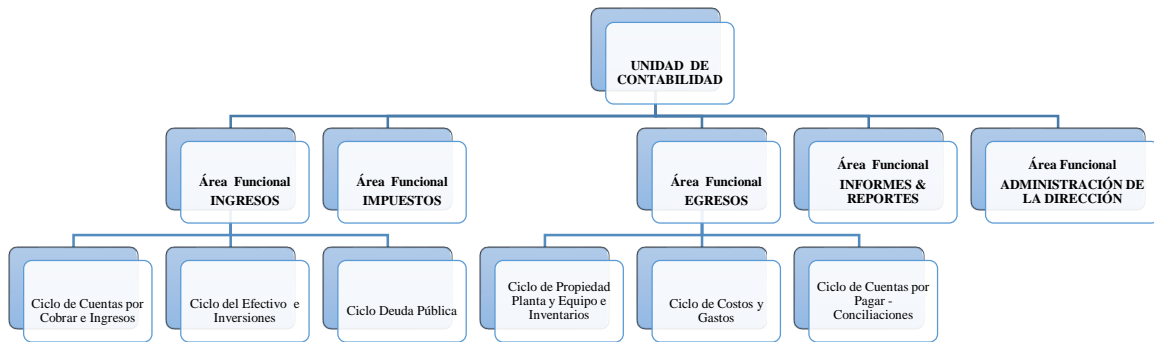 UNIDAD DE
CONTABILIDAD
Área Funcional
INGRESOS
Área Funcional
IMPUESTOS
Área Funcional
EGRESOS
Área Funcional
INFORMES &
REPORTES
Área Funcional
ADMINISTRACIÓN DE
LA DIRECCIÓN
Ciclo de Cuentas por
Cobrar e Ingresos
Ciclo del Efectivo e
Inversiones
Ciclo Deuda Pública
Ciclo de Propiedad
Planta y Equipo e
Inventarios
Ciclo de Costos y
Gastos
Ciclo de Cuentas por
Pagar -
Conciliaciones